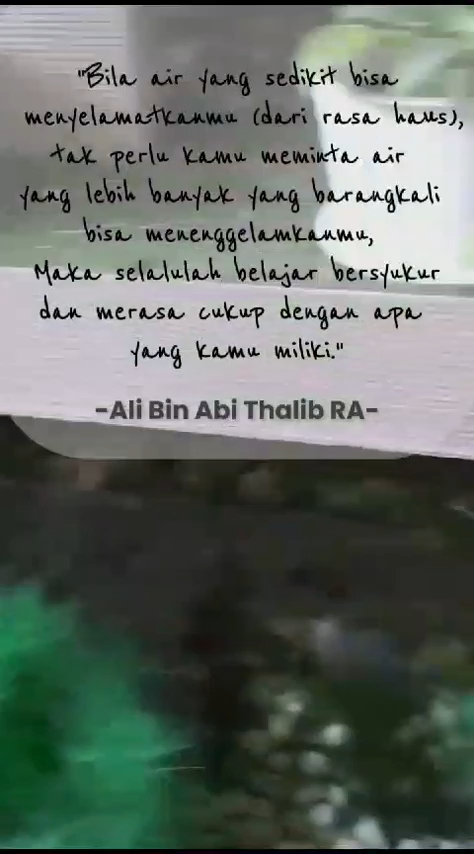 "Bila air yang sedikit bisa
menyelamatkanmu (dari rasa haus),
tak perlu kamu meminta air
yang lebih banyak yang barangkali
bisa menenggelamkanmu,
Maka selalulah belajar bersyukur
dan merasa cukup dengan apa
yang kamu miliki."
-Ali Bin Abi Thalib RA-